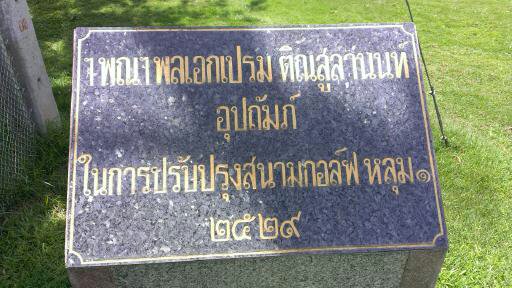 ฯพณฯ พลเอกเปรม ติณสูลานนท์
อุปถัมภ์
ในการปรับปรุงสนามกอล์ฟ หลุม๑
๒๕๒๙